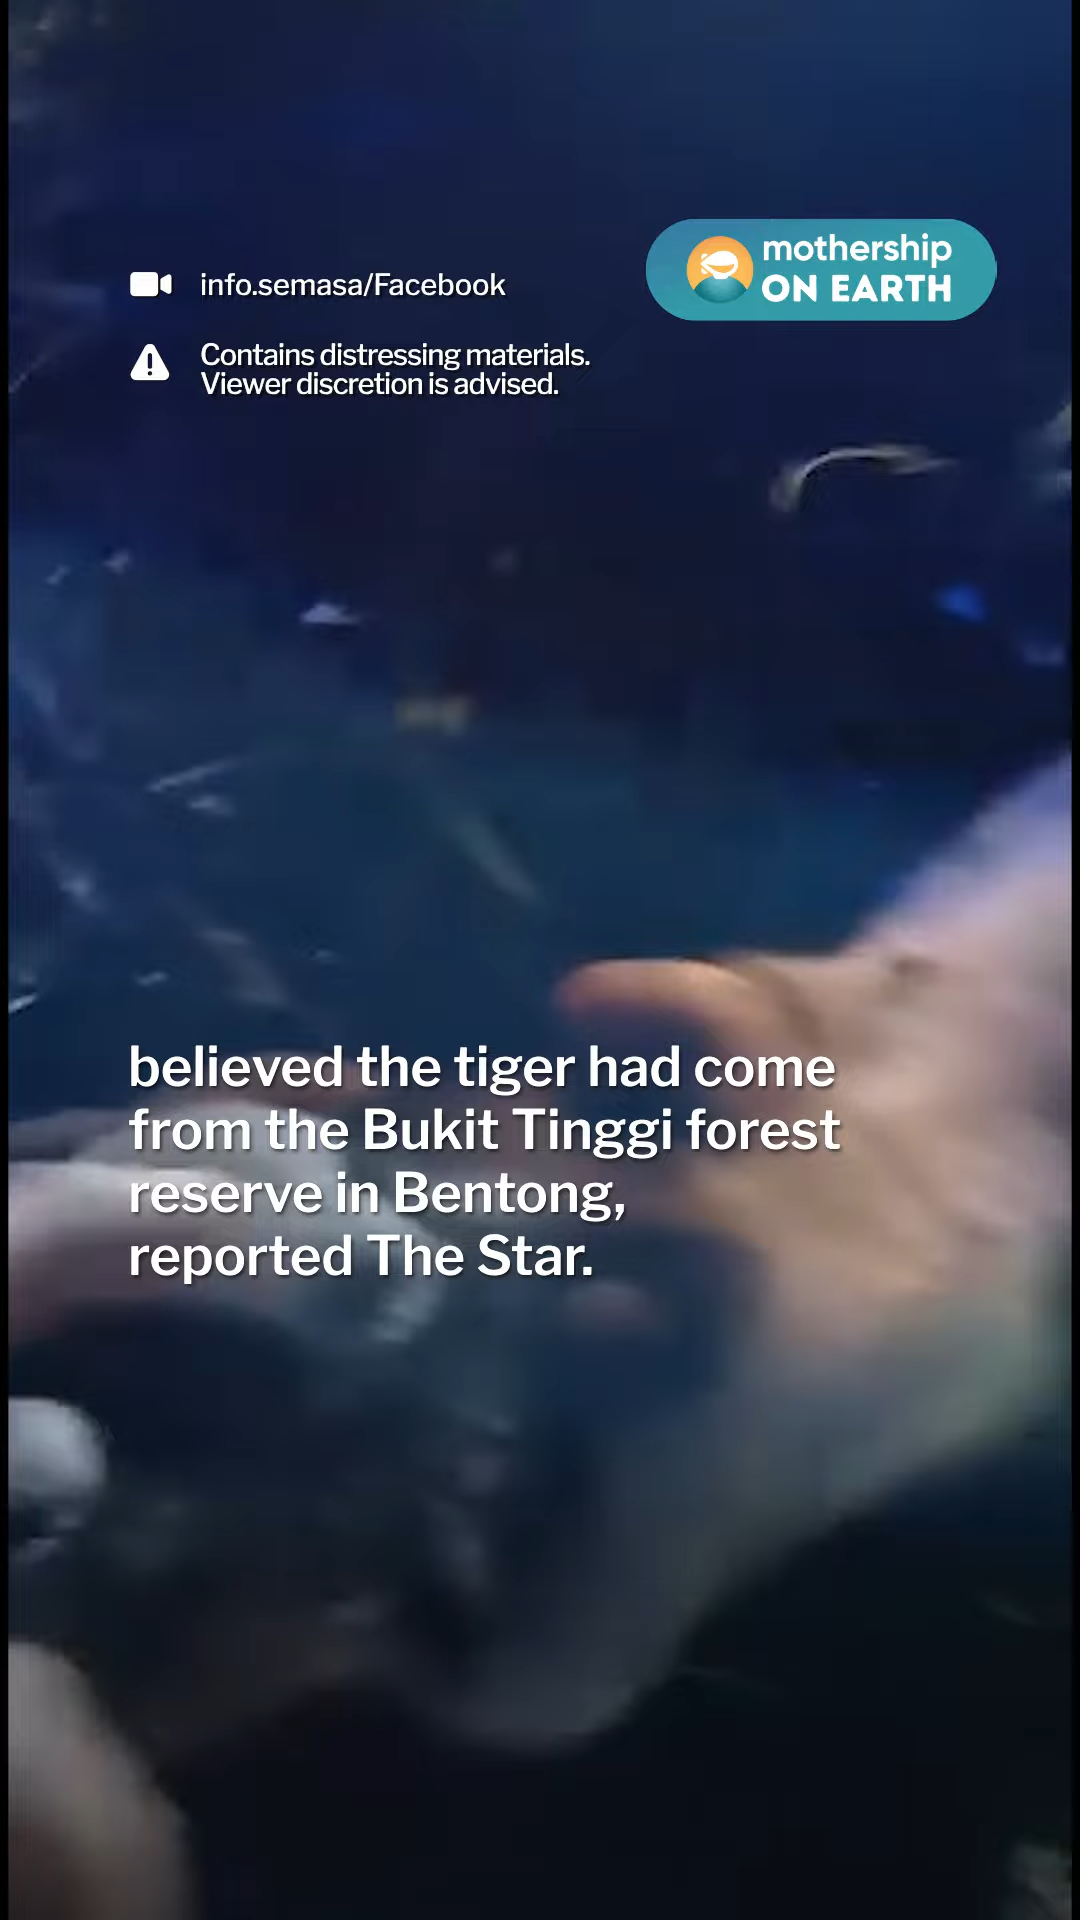 mothership
ON EARTH
info.semasa/Facebook
Contains distressing materials.
Viewer discretion is advised.
believed the tiger had come
from the Bukit Tinggi forest
reserve in Bentong,
reported The Star.